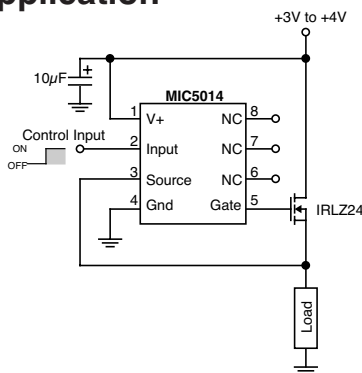 pplication
+3V to +4V
10µF
+
MIC5014
1 V+ NC 8
Control Input
ON
OFF
2 Input NC 7
3 Source NC 6
4 Gnd Gate 5
IRLZ24
Load